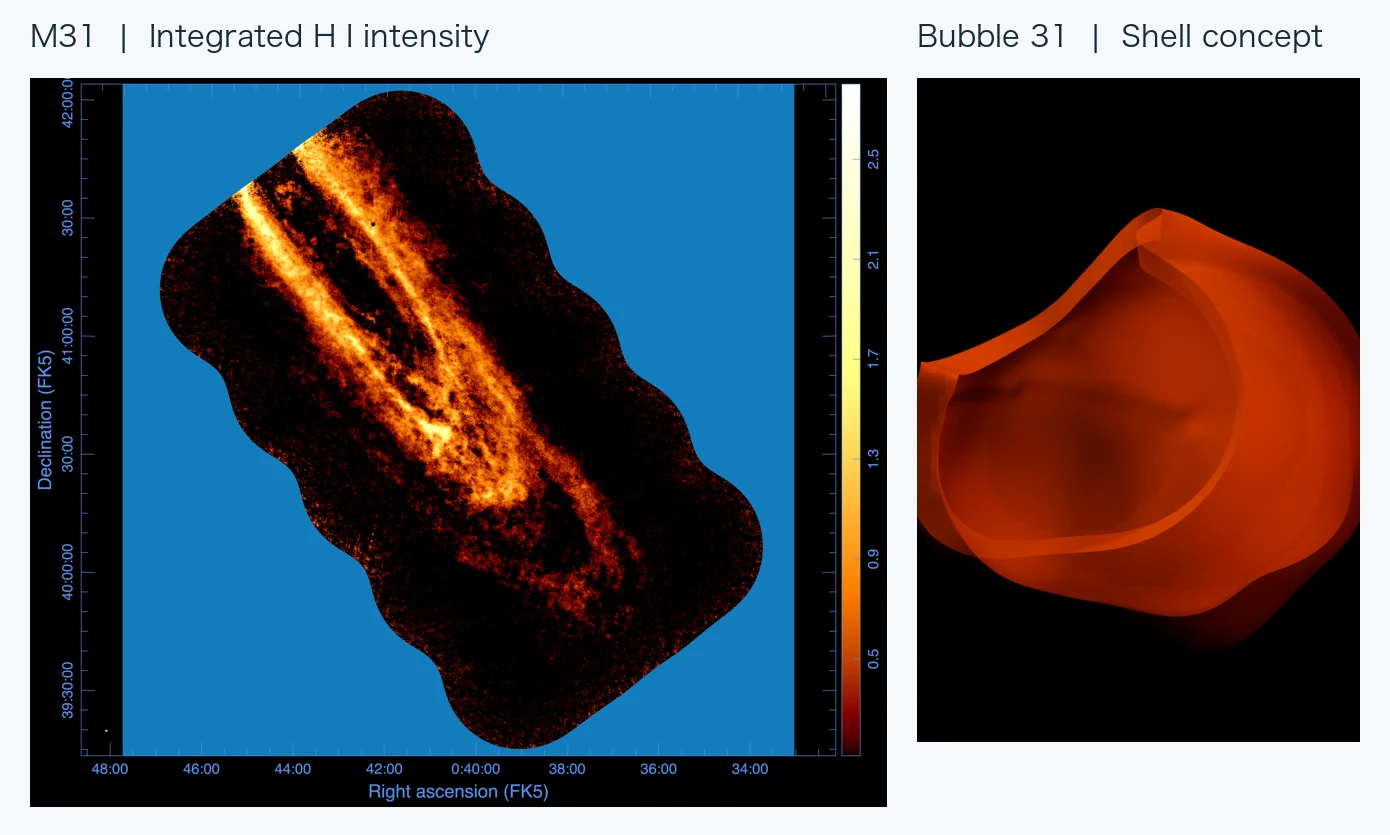 M31 | Integrated H I intensity
Bubble 31 | Shell concept
42:00:0
30:00
41:00:00
30:00
40:00:00
39:30:00
Declination (FK5)
2.5
2.1
1.7
1.3
0.9
0.5
48:00 46:00 44:00 42:00 0:40:00 38:00 36:00 34:00
Right ascension (FK5)